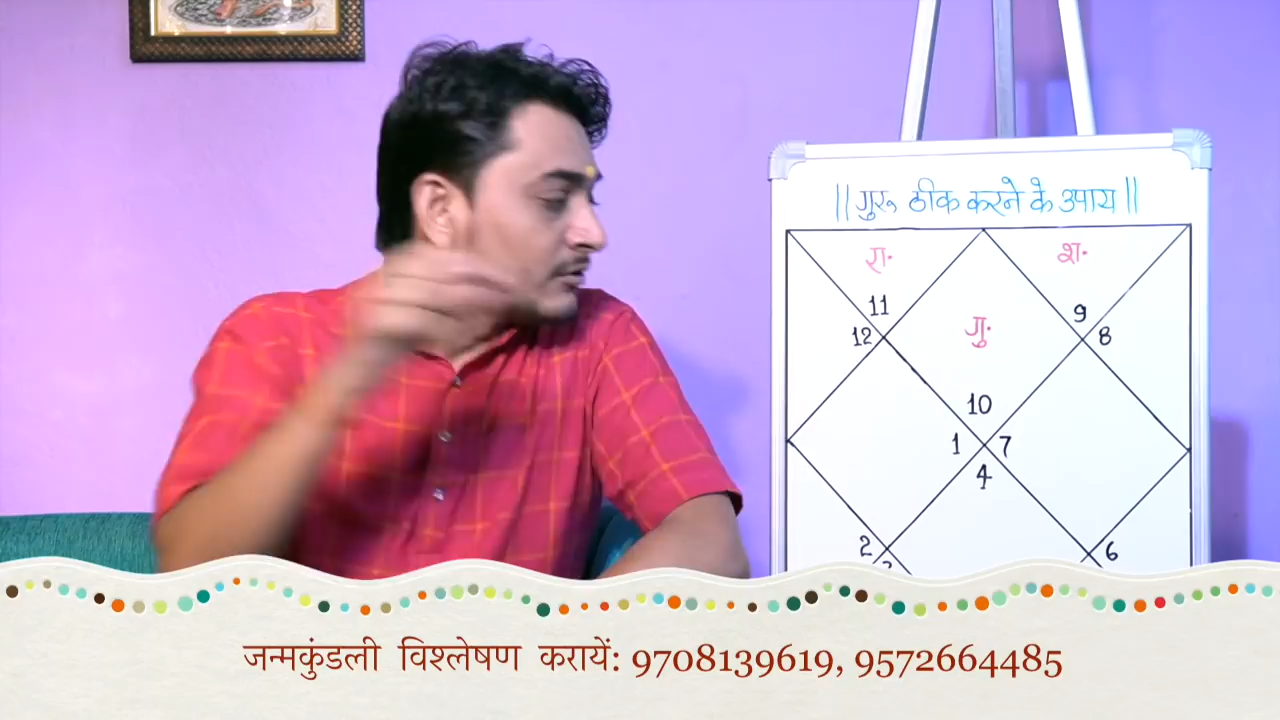 || गुरु ठीक करने के उपाय ||
रा. श.
11 9
12 8
गु.
10
1 7
4
2 6
जन्मकुंडली विश्लेषण करायें: 9708139619, 9572664485